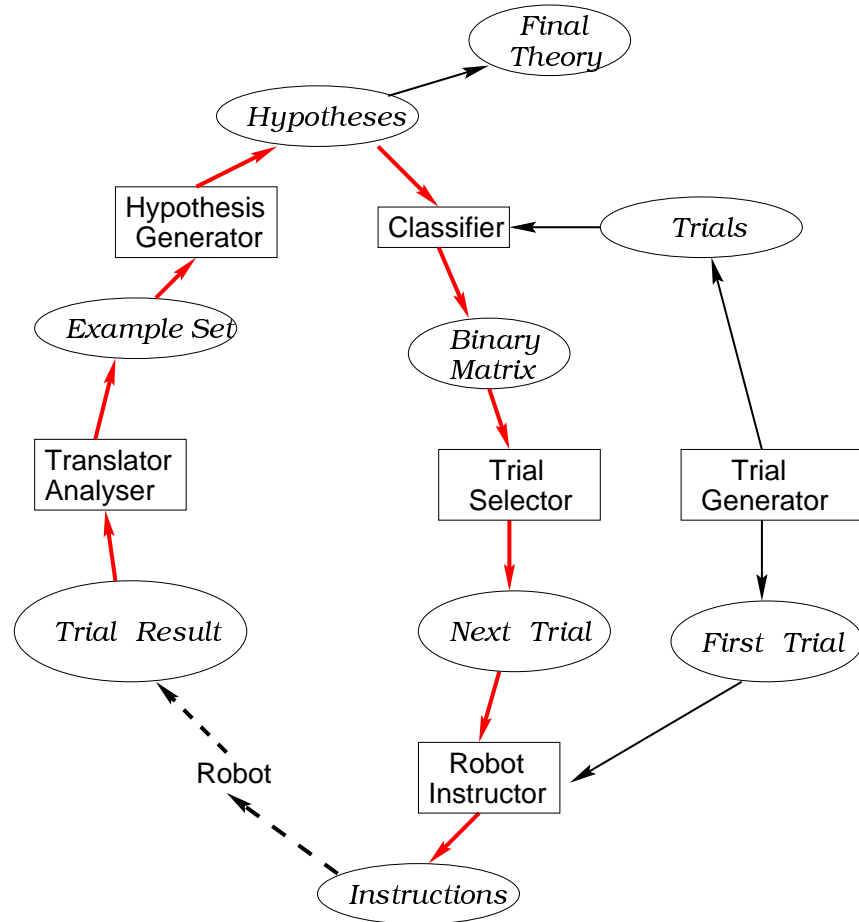 Final
Theory
Hypotheses
Hypothesis
Generator
Classifier
Trials
Example Set
Binary
Matrix
Translator
Analyser
Trial
Selector
Trial
Generator
Trial Result
Next Trial
First Trial
Robot
Robot
Instructor
Instructions